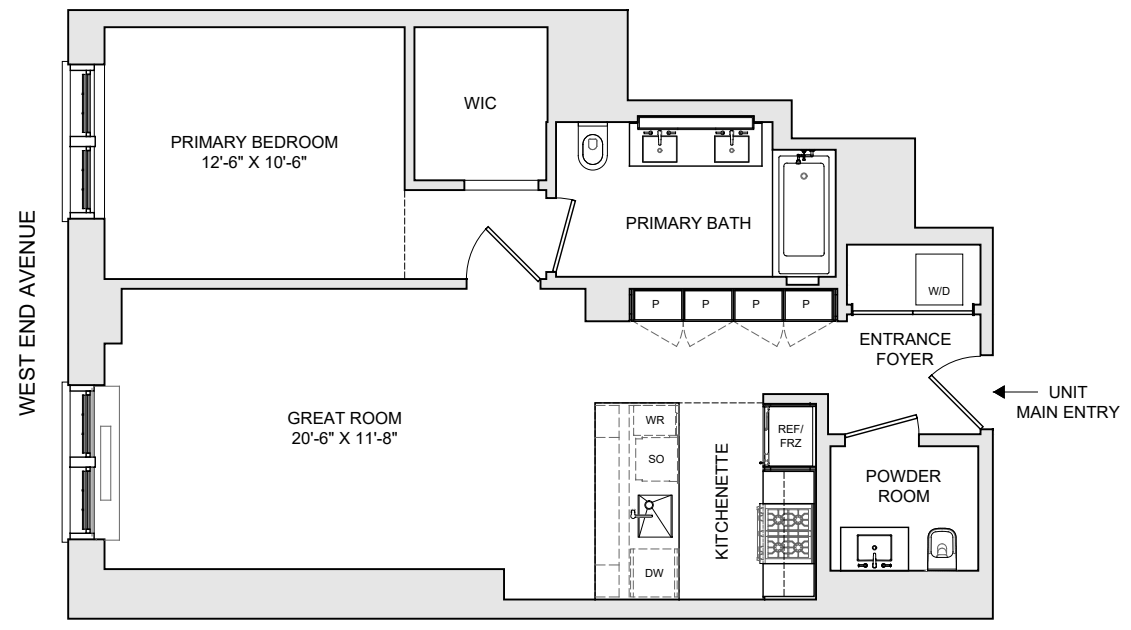 WIC
PRIMARY BEDROOM
12'-6" X 10'-6"
PRIMARY BATH
WEST END AVENUE
W/D
P
P
P
P
ENTRANCE
FOYER
UNIT
MAIN ENTRY
GREAT ROOM
20'-6" X 11'-8"
WR
SO
DW
KITCHENETTE
REF/
FRZ
POWDER
ROOM